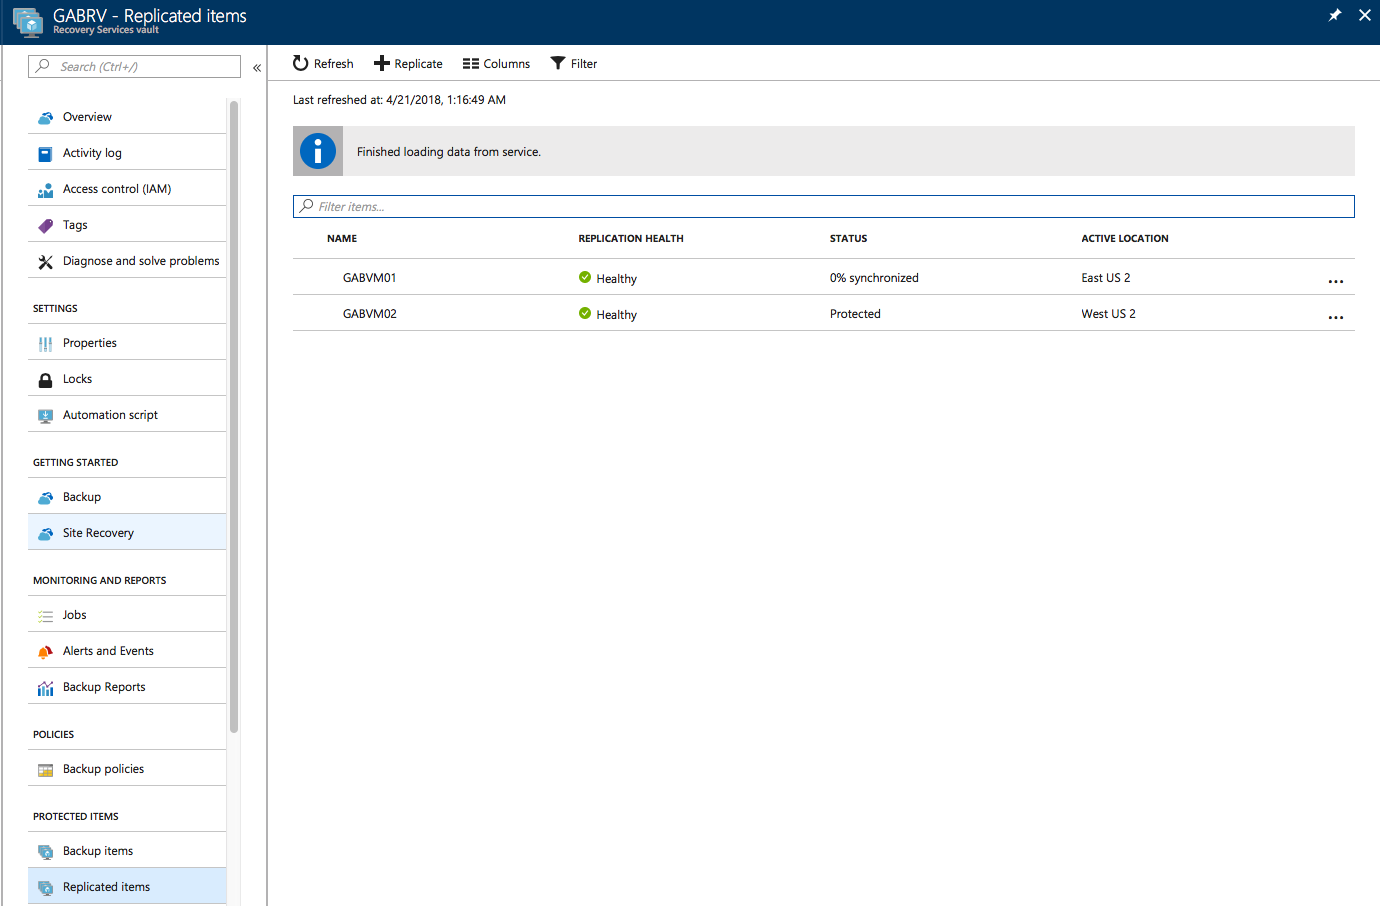 GABRV - Replicated items
Recovery Services vault
Search (Ctrl+/)
«
Refresh
Replicate
Columns
Filter
Last refreshed at: 4/21/2018, 1:16:49 AM
Finished loading data from service.
Filter items...
NAME REPLICATION HEALTH STATUS ACTIVE LOCATION
GABVM01 Healthy 0% synchronized East US 2 ...
GABVM02 Healthy Protected West US 2 ...
Overview
Activity log
Access control (IAM)
Tags
Diagnose and solve problems
SETTINGS
Properties
Locks
Automation script
GETTING STARTED
Backup
Site Recovery
MONITORING AND REPORTS
Jobs
Alerts and Events
Backup Reports
POLICIES
Backup policies
PROTECTED ITEMS
Backup items
Replicated items